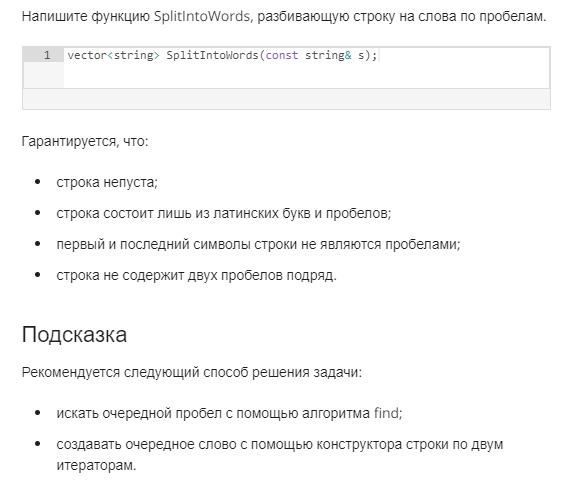 Напишите функцию SplitIntoWords, разбивающую строку на слова по пробелам.
1 vector<string> SplitIntoWords(const string& s);
Гарантируется, что:
• строка непуста;
• строка состоит лишь из латинских букв и пробелов;
• первый и последний символы строки не являются пробелами;
• строка не содержит двух пробелов подряд.
Подсказка
Рекомендуется следующий способ решения задачи:
• искать очередной пробел с помощью алгоритма find;
• создавать очередное слово с помощью конструктора строки по двум
итераторам.